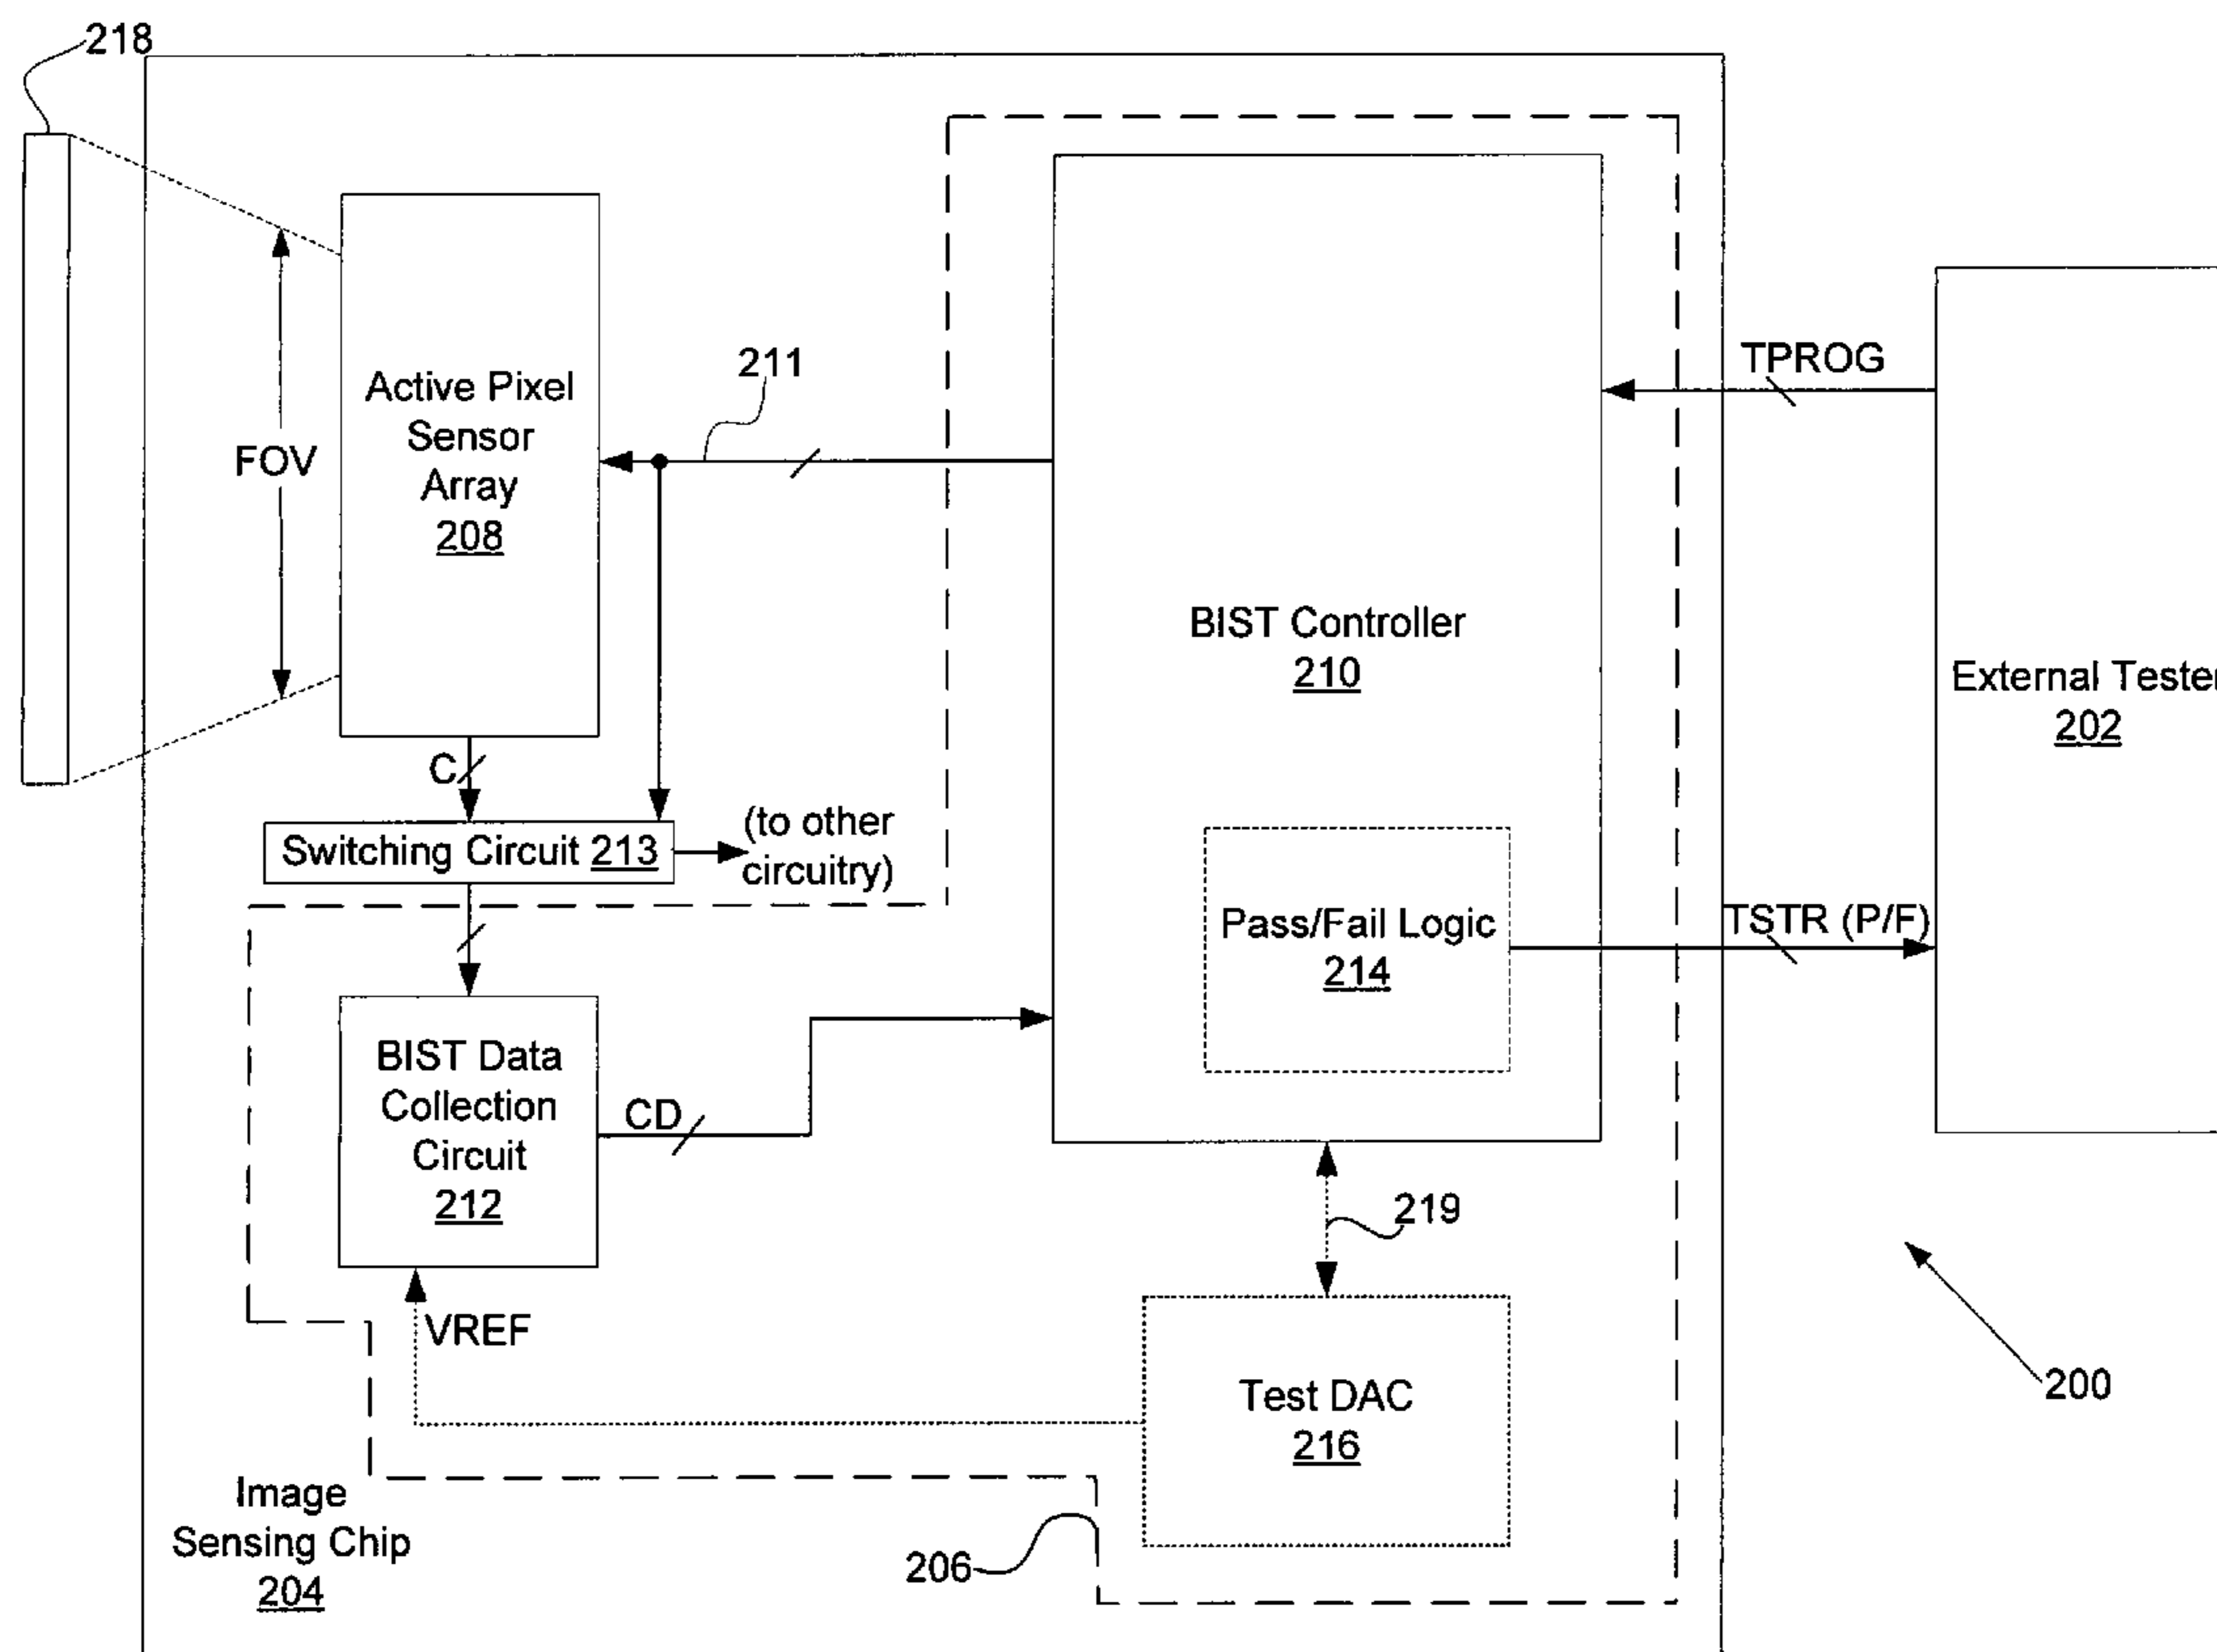 218
Active Pixel
Sensor
Array
208
FOV
211
TPROG
BIST Controller
210
External Tester
202
C
Switching Circuit 213
(to other
circuitry)
Pass/Fail Logic
214
TSTR (P/F)
BIST Data
Collection
Circuit
212
CD
219
VREF
Test DAC
216
200
Image
Sensing Chip
204
206